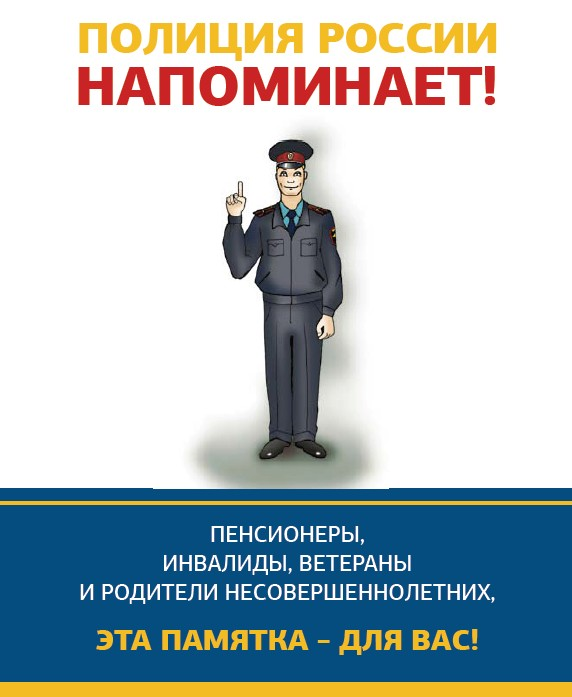 ПОЛИЦИЯ РОССИИ
НАПОМИНАЕТ!
ПЕНСИОНЕРЫ,
ИНВАЛИДЫ, ВЕТЕРАНЫ
И РОДИТЕЛИ НЕСОВЕРШЕННОЛЕТНИХ,
ЭТА ПАМЯТКА – ДЛЯ ВАС!